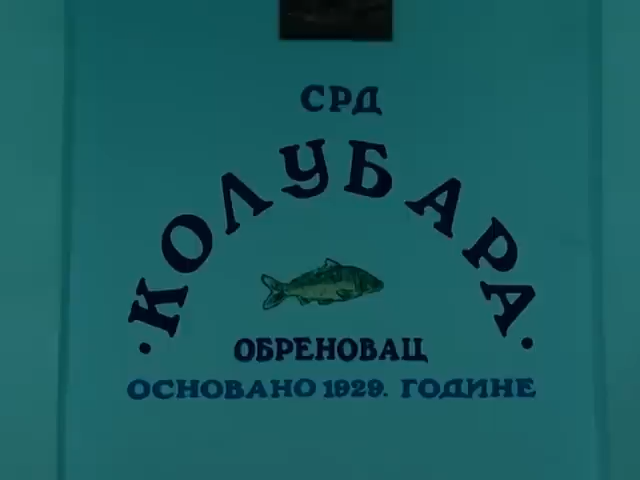 СРД
• КОЛУБАРА •
ОБРЕНОВАЦ
ОСНОВАНО 1929. ГОДИНЕ